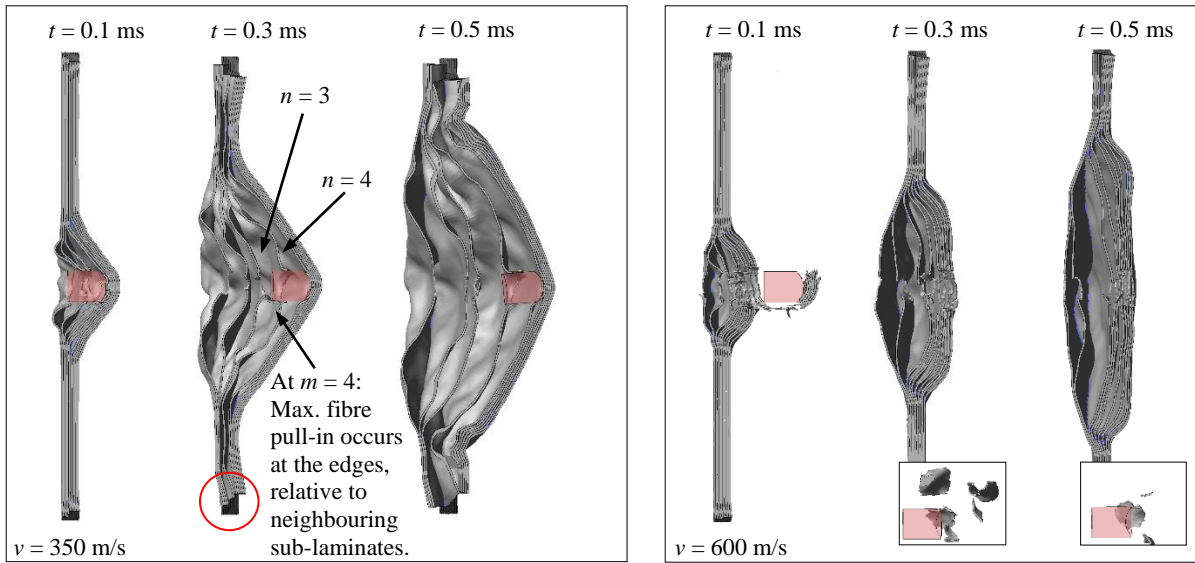 t = 0.1 ms
t = 0.3 ms
t = 0.5 ms
n = 3
n = 4
At m = 4:
Max. fibre
pull-in occurs
at the edges,
relative to
neighbouring
sub-laminates.
v = 350 m/s
t = 0.1 ms
t = 0.3 ms
t = 0.5 ms
v = 600 m/s